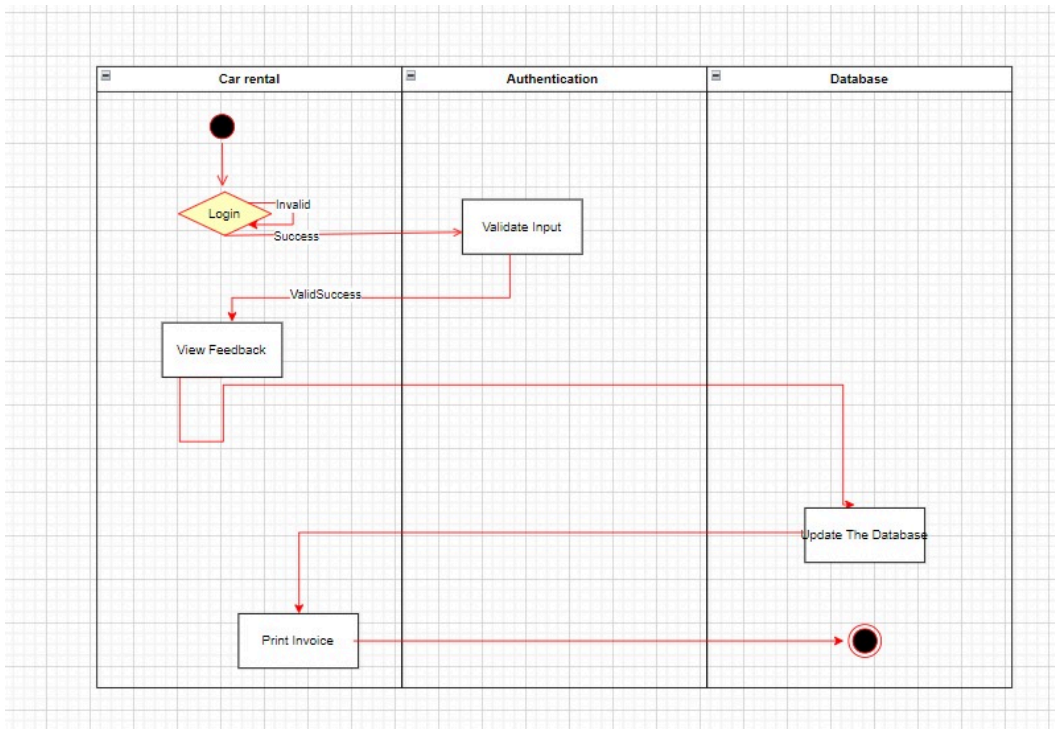 Car rental
Authentication
Database
Login
Invalid
Success
Validate Input
ValidSuccess
View Feedback
Update The Database
Print Invoice